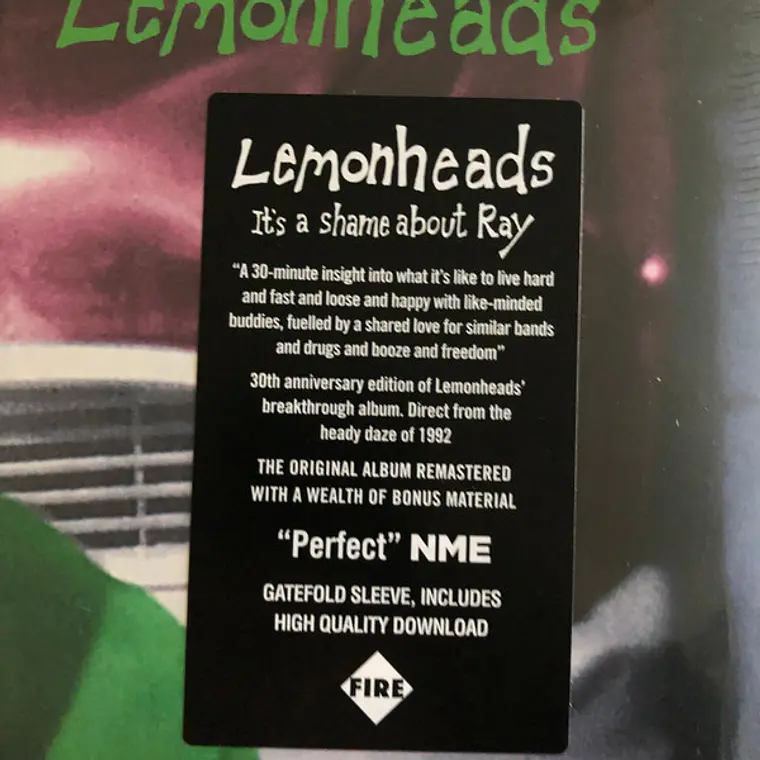 Lemonheads
Lemonheads
It's a shame about Ray
“A 30-minute insight into what it's like to live hard
and fast and loose and happy with like-minded
buddies, fuelled by a shared love for similar bands
and drugs and booze and freedom”
30th anniversary edition of Lemonheads'
breakthrough album. Direct from the
heady daze of 1992
THE ORIGINAL ALBUM REMASTERED
WITH A WEALTH OF BONUS MATERIAL
“Perfect” NME
GATEFOLD SLEEVE, INCLUDES
HIGH QUALITY DOWNLOAD
FIRE